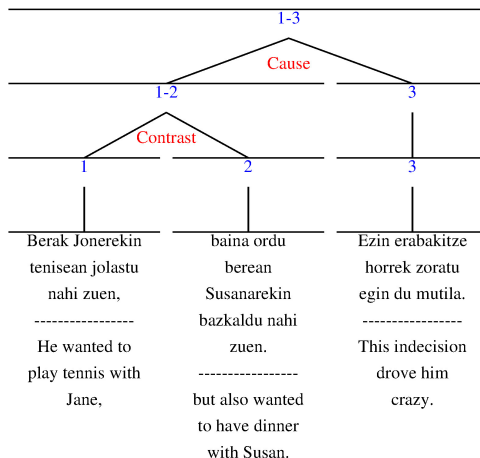 1-3
Cause
1-2
3
Contrast
1
2
3
Berak Jonerekin
tenisean jolastu
nahi zuen,
-----------------
He wanted to
play tennis with
Jane,
baina ordu
berean
Susanarekin
bazkaldu nahi
zuen.
-----------------
but also wanted
to have dinner
with Susan.
Ezin erabakitze
horrek zoratu
egin du mutila.
-----------------
This indecision
drove him
crazy.